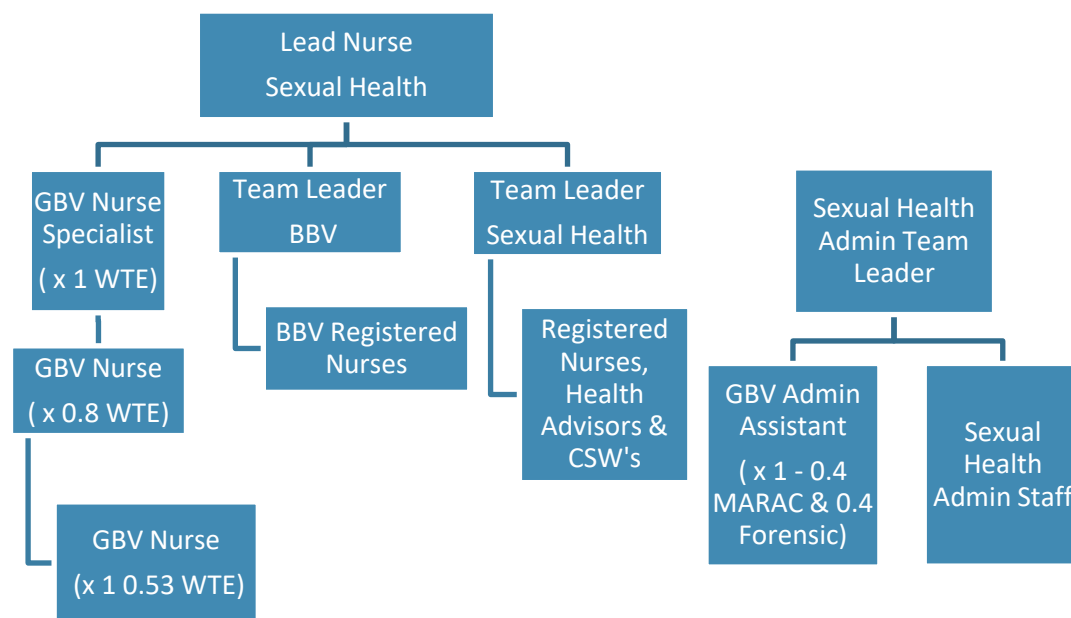 Lead Nurse
Sexual Health
GBV Nurse
Specialist
( x 1 WTE)
Team Leader
BBV
Team Leader
Sexual Health
Sexual Health
Admin Team
Leader
BBV Registered
Nurses
Registered
Nurses,
Health
Advisors &
CSW's
GBV Nurse
( x 0.8 WTE)
GBV Admin
Assistant
( x 1 - 0.4
MARAC & 0.4
Forensic)
Sexual
Health
Admin Staff
GBV Nurse
(x 1 0.53 WTE)